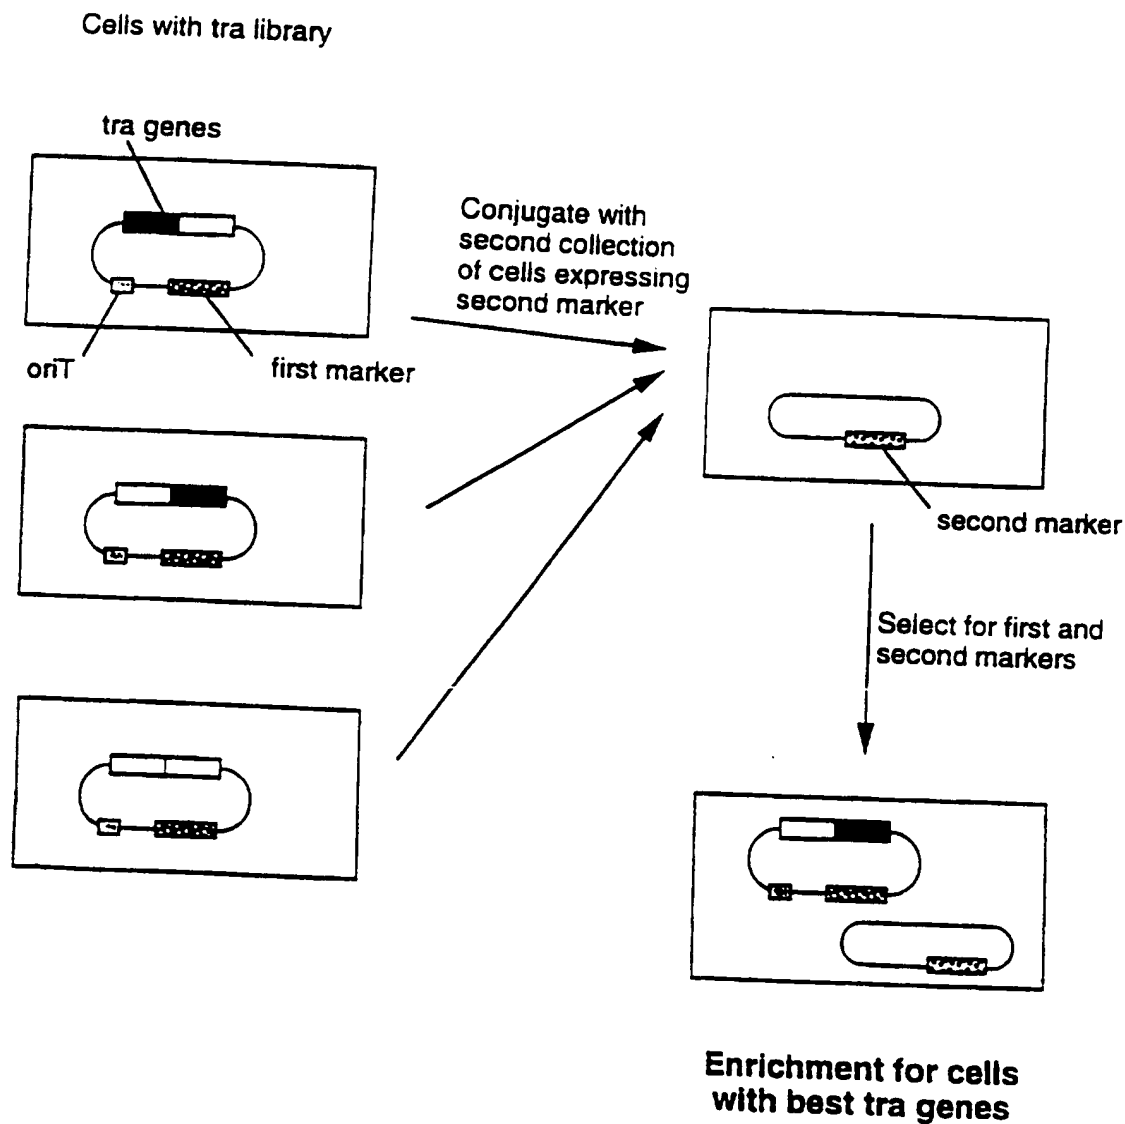 Cells with tra library
tra genes
Conjugate with
second collection
of cells expressing
second marker
oriT
first marker
second marker
Select for first and
second markers
Enrichment for cells
with best tra genes